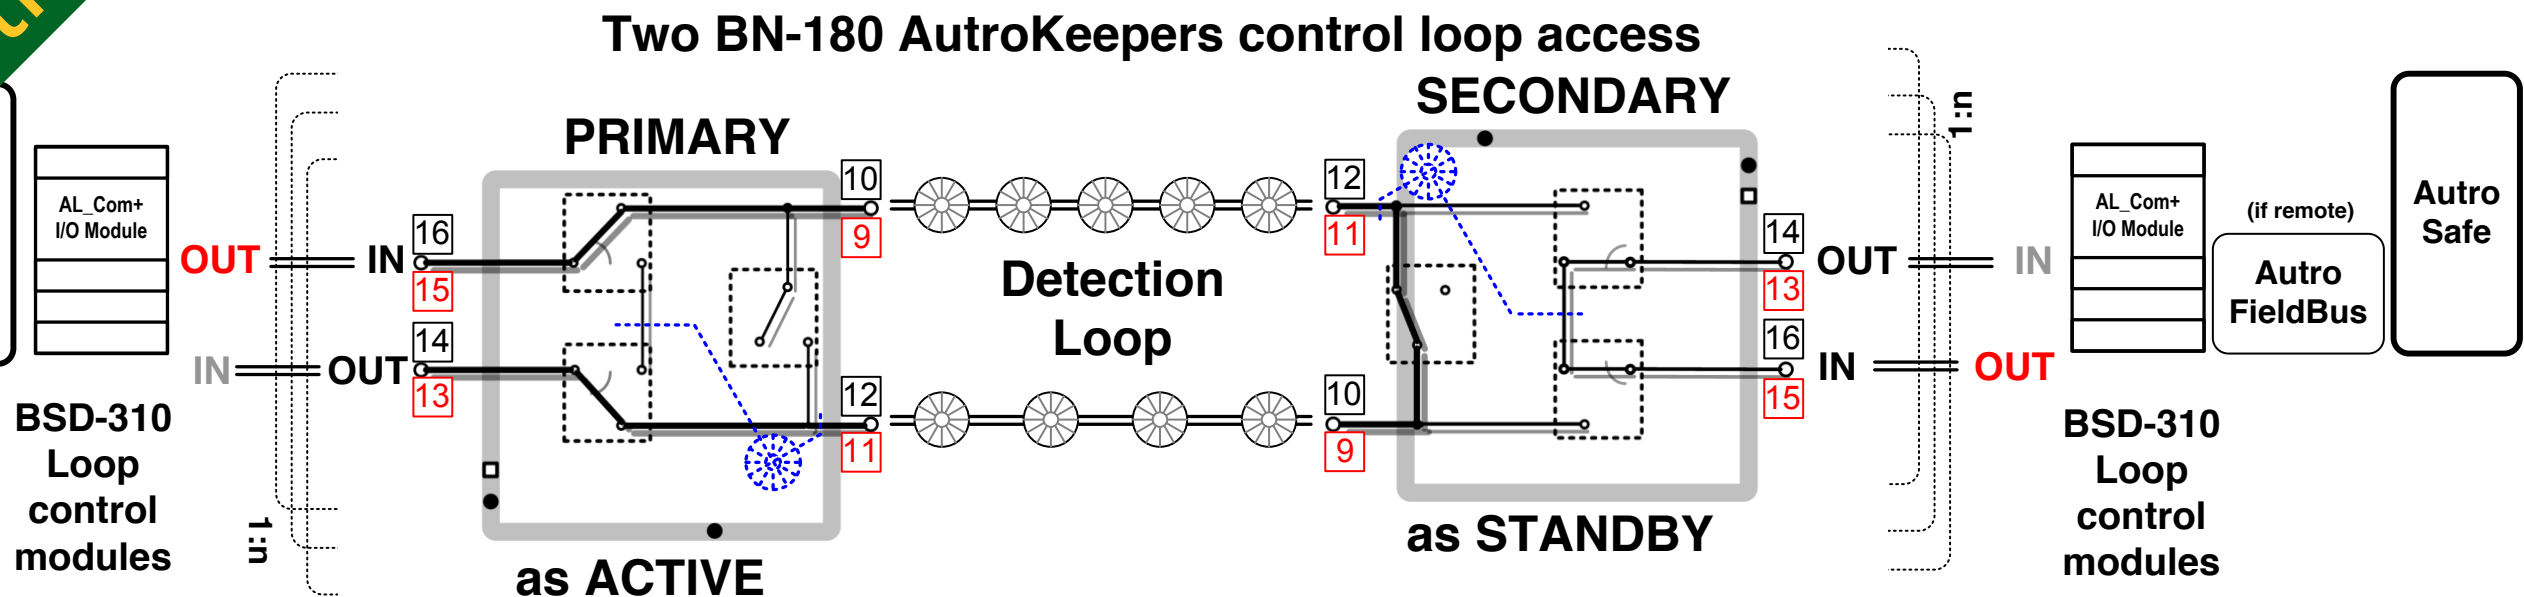 Two BN-180 AutroKeepers control loop access
PRIMARY
SECONDARY
AL_Com+
I/O Module
OUT
IN
16
15
IN
OUT
14
13
10
9
12
11
Detection
Loop
12
11
10
9
14
13
OUT
IN
16
15
IN
OUT
AL_Com+
I/O Module
(if remote)
Autro
FieldBus
Autro
Safe
1:n
1:n
BSD-310
Loop
control
modules
as ACTIVE
as STANDBY
BSD-310
Loop
control
modules